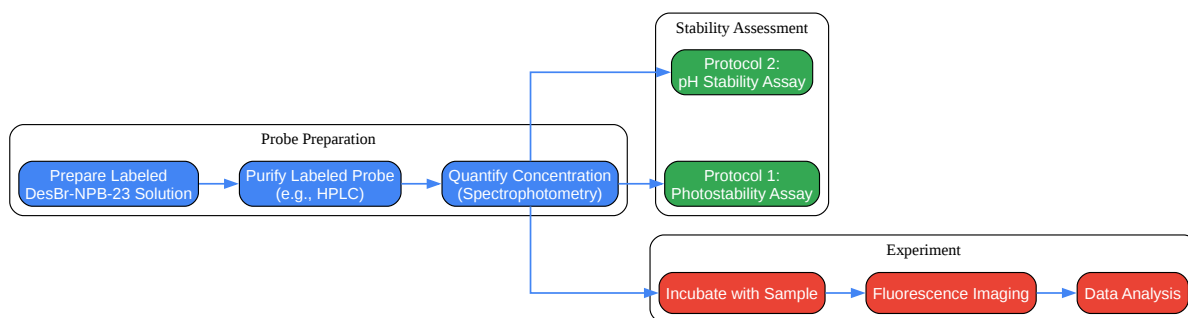 Stability Assessment
Protocol 2:
pH Stability Assay
Probe Preparation
Prepare Labeled
DesBr-NPB-23 Solution
Purify Labeled Probe
(e.g., HPLC)
Quantify Concentration
(Spectrophotometry)
Protocol 1:
Photostability Assay
Experiment
Incubate with Sample
Fluorescence Imaging
Data Analysis